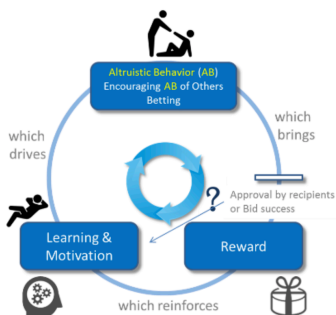 Altruistic Behavior (AB)
Encouraging AB of Others
Betting
which
drives
which
brings
?
Approval by recipients
or Bid success
Learning &
Motivation
Reward
which reinforces